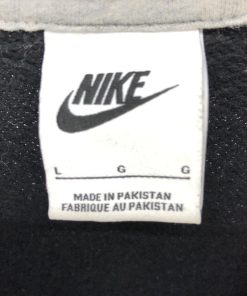 NIKE
L G G
MADE IN PAKISTAN
FABRIQUE AU PAKISTAN